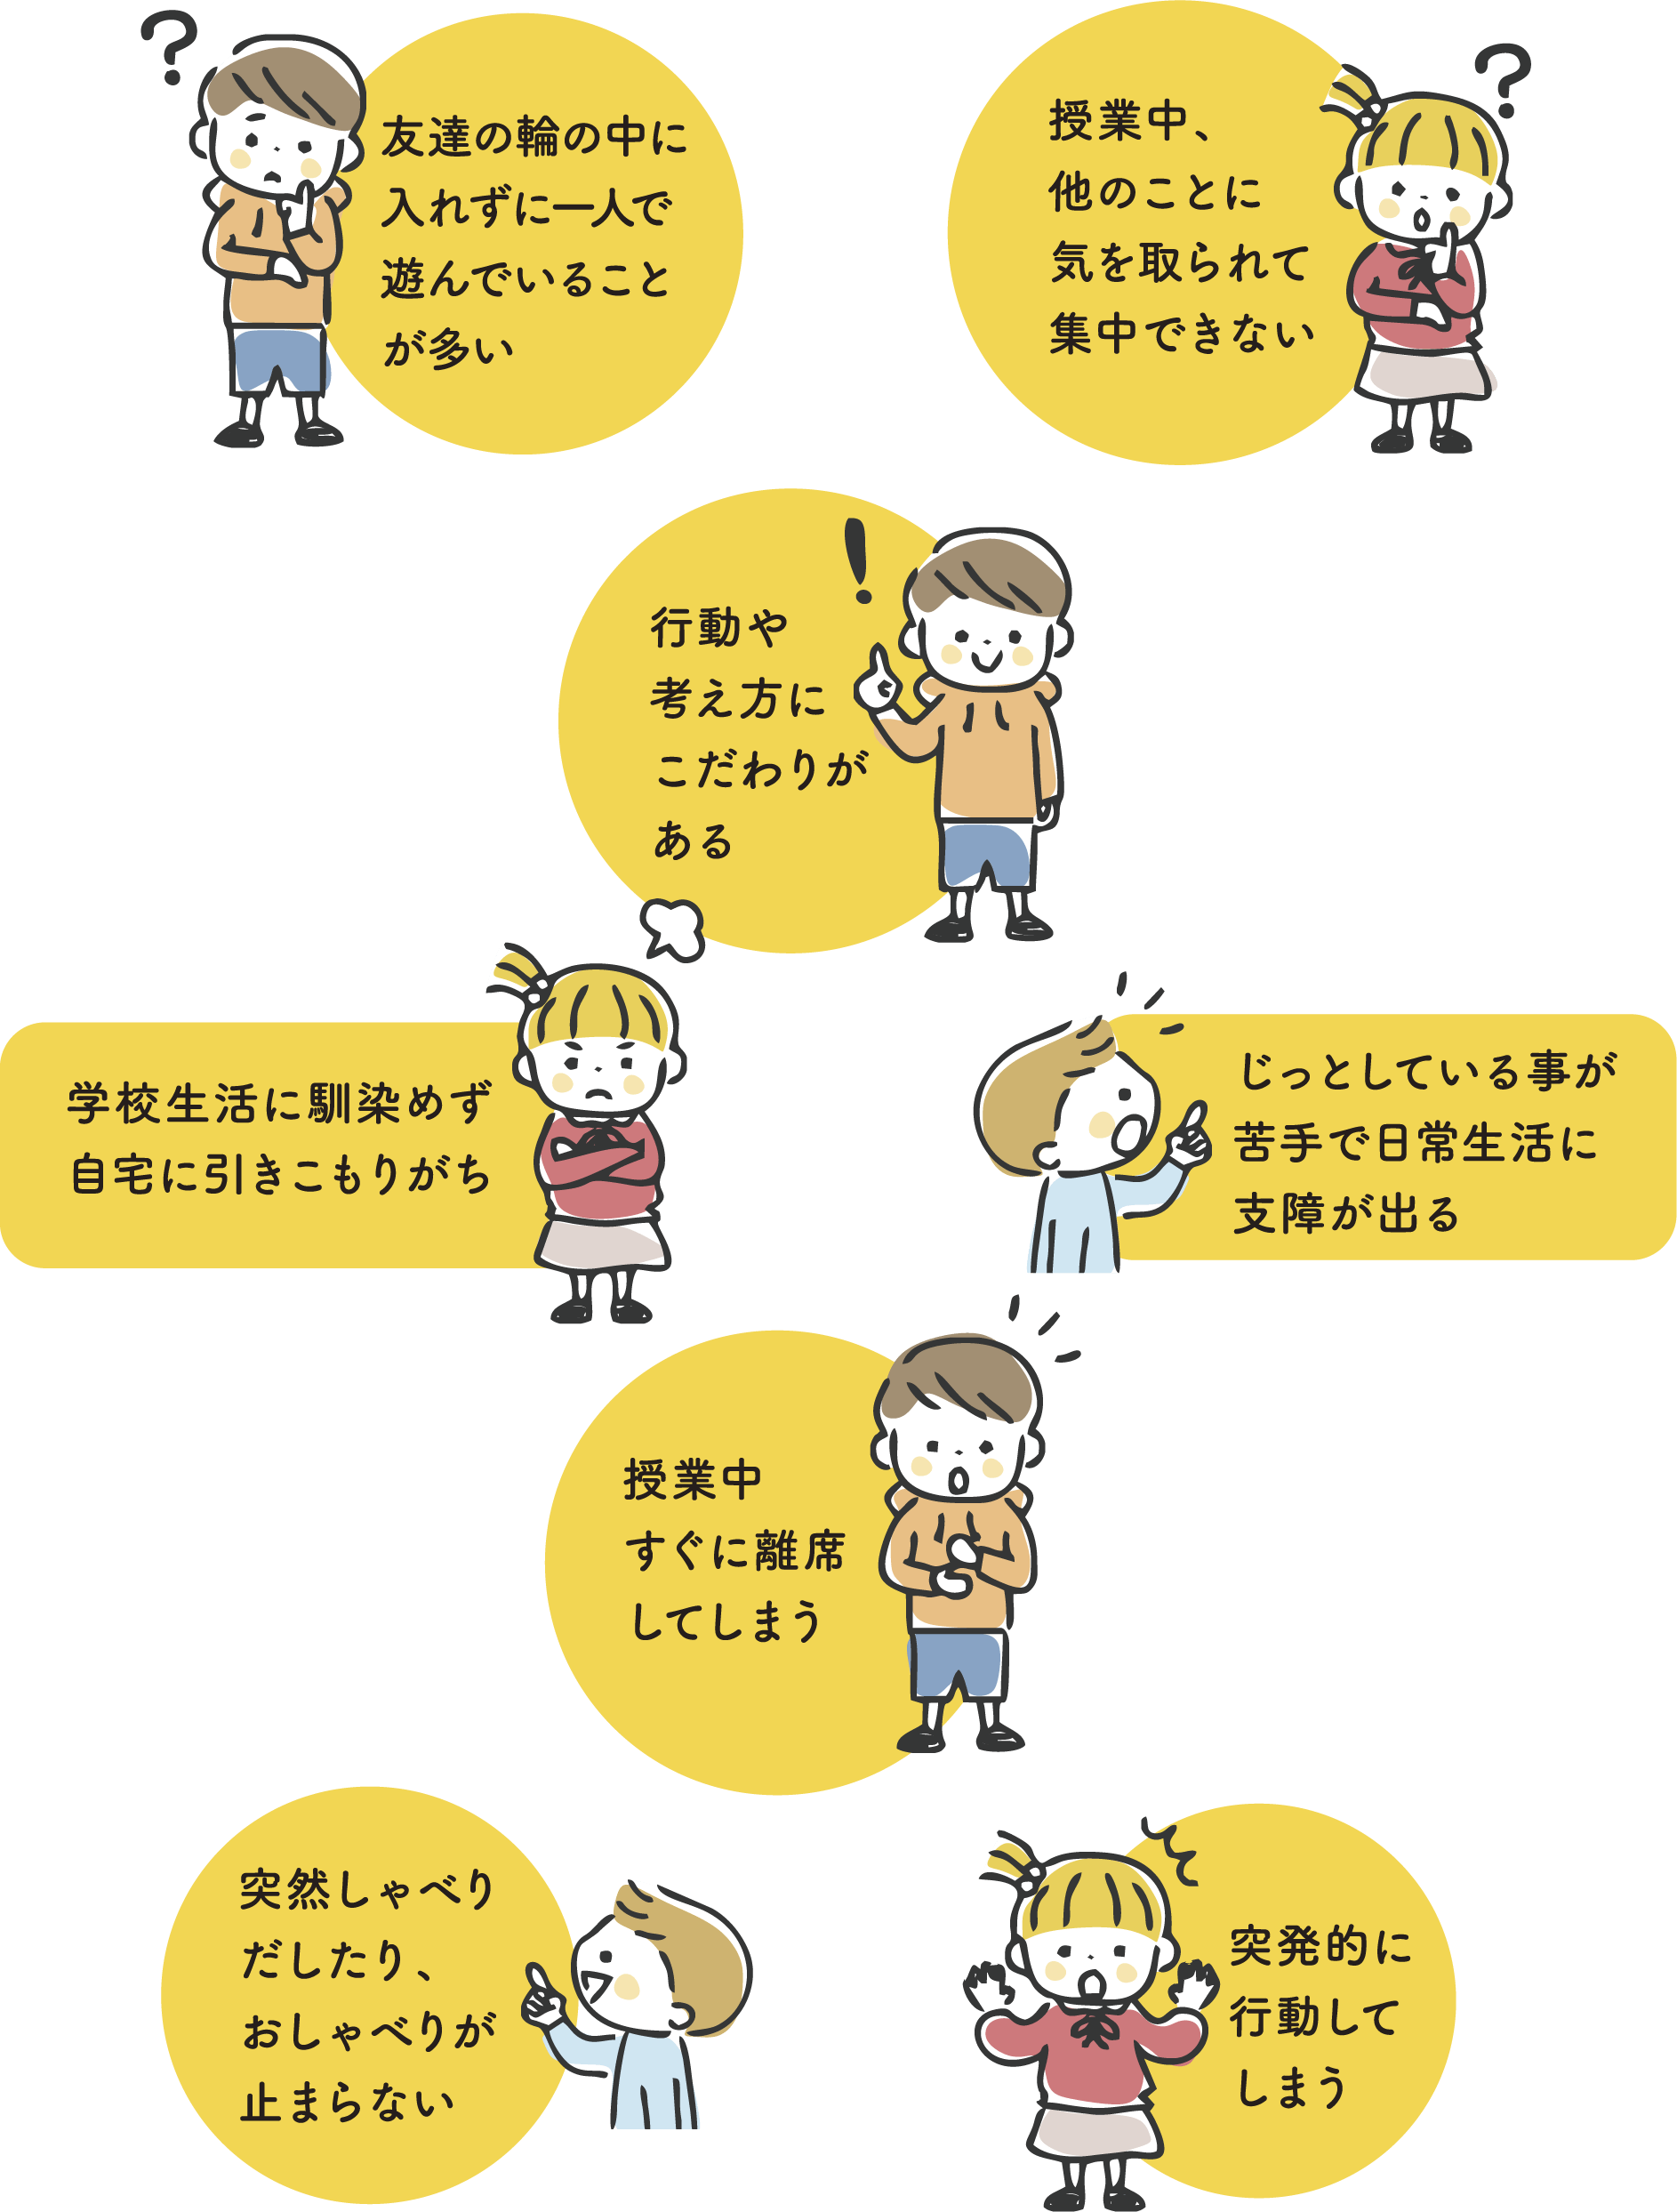 友達の輪の中に
入れずに一人で
遊んでいること
が多い
授業中、
他のことに
気を取られて
集中できない
行動や
考え方に
こだわりが
ある
学校生活に馴染めず
自宅に引きこもりがち
じっとしている事が
苦手で日常生活に
支障が出る
授業中
すぐに離席
してしまう
突然しゃべり
だしたり、
おしゃべりが
止まらない
突発的に
行動して
しまう